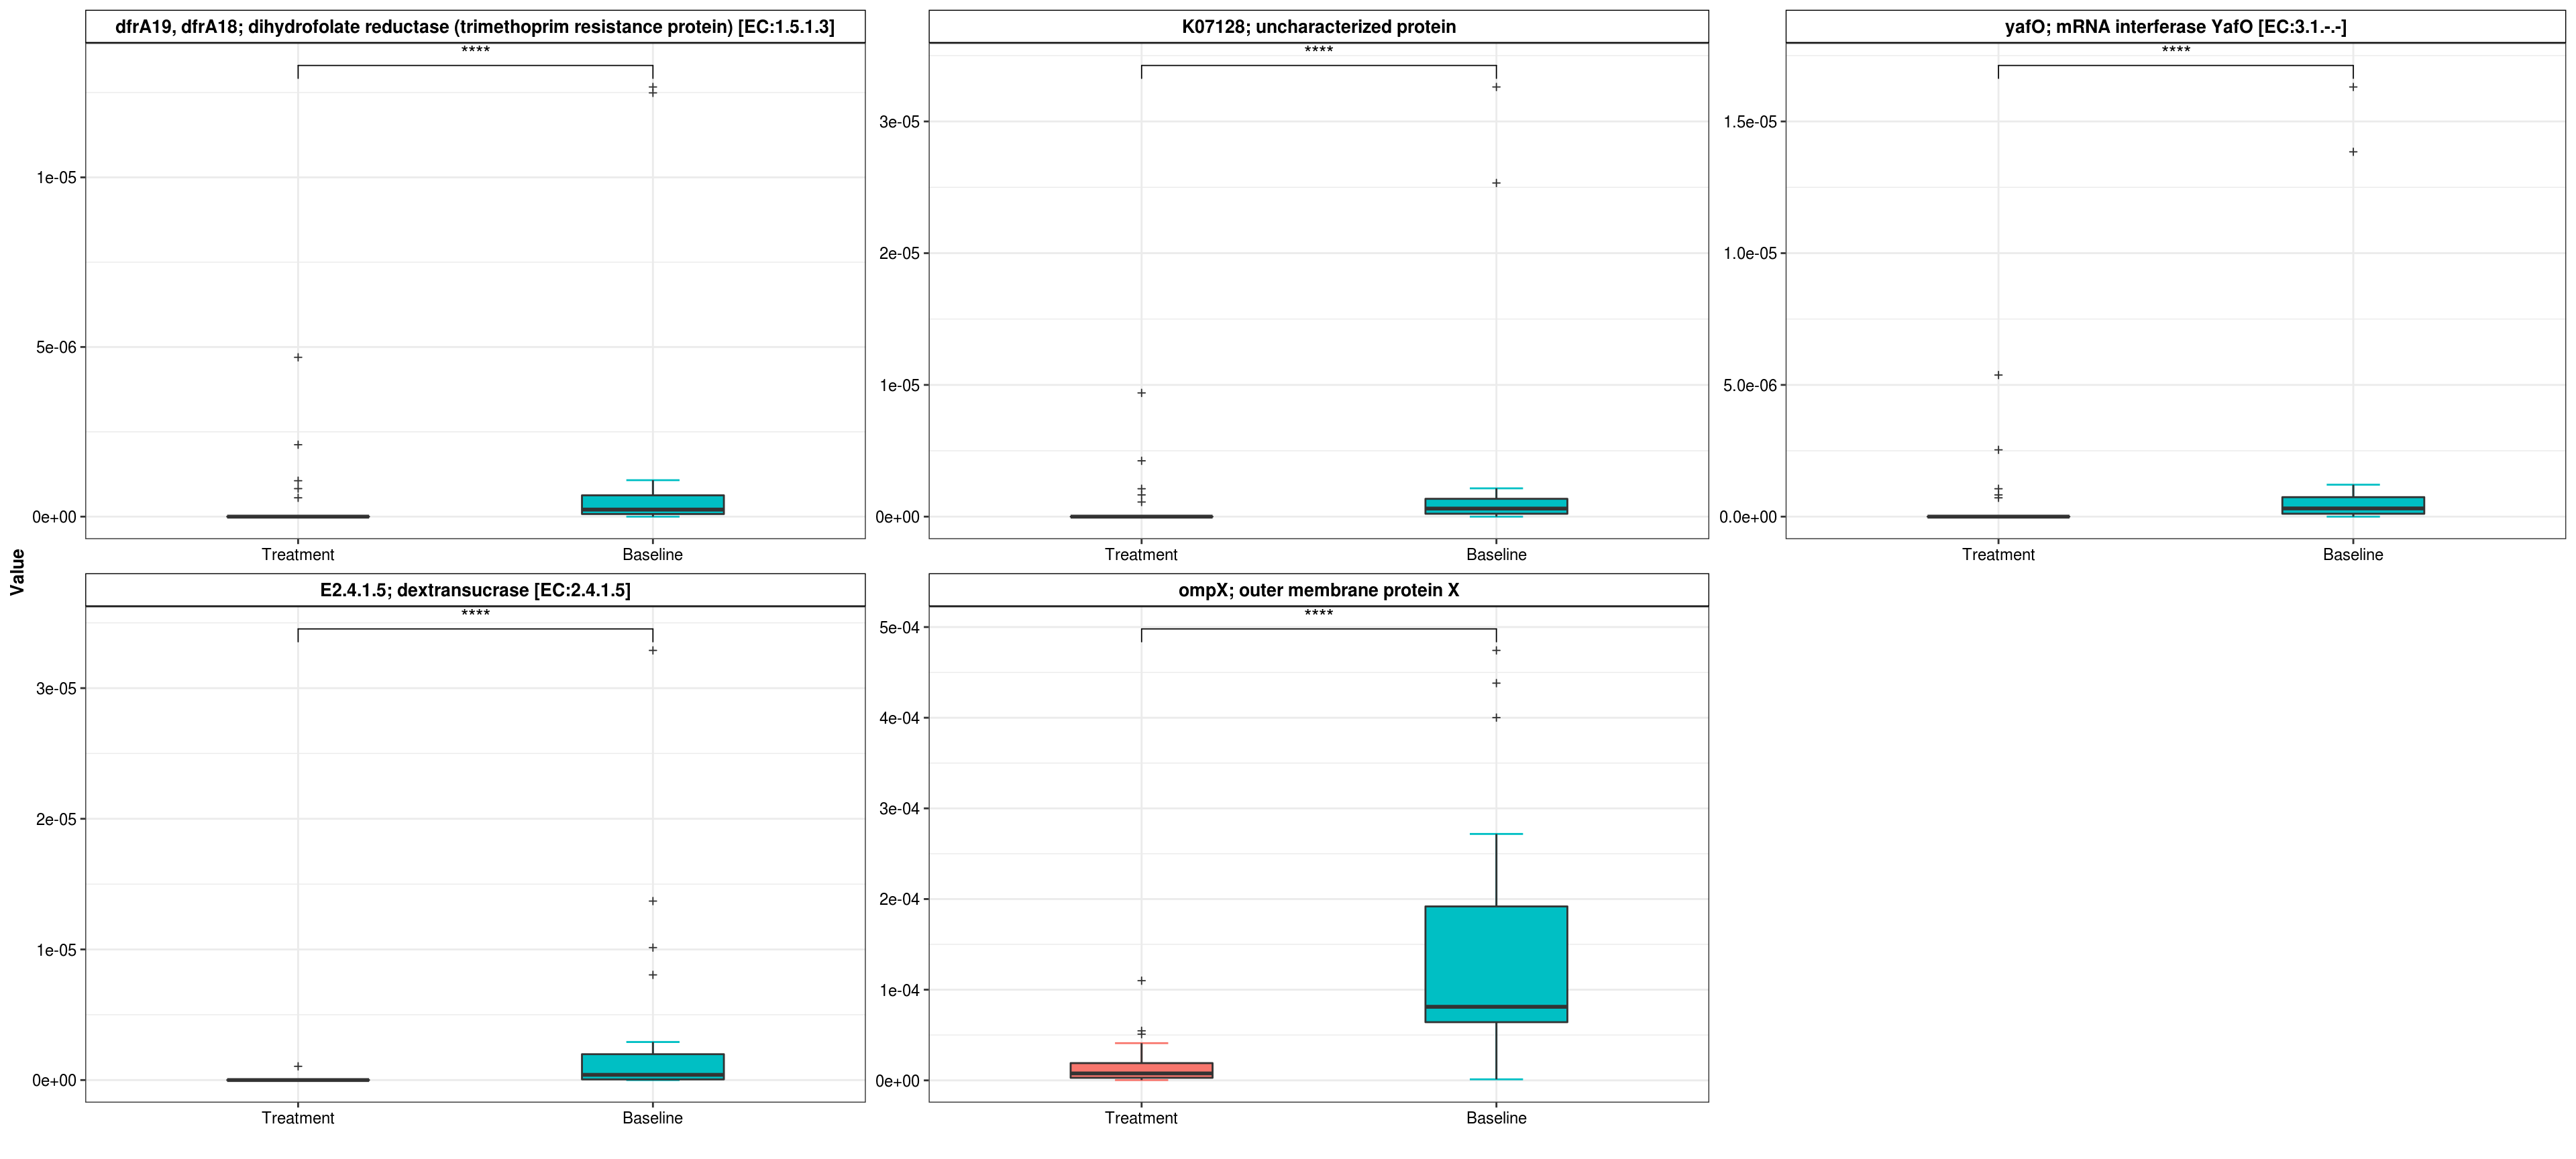 dfrA19, dfrA18; dihydrofolate reductase (trimethoprim resistance protein) [EC:1.5.1.3]
****
1e-05
5e-06
0e+00
Treatment
Baseline
K07128; uncharacterized protein
****
3e-05
2e-05
1e-05
0e+00
Treatment
Baseline
yafO; mRNA interferase YafO [EC:3.1.-.-]
****
1.5e-05
1.0e-05
5.0e-06
0.0e+00
Treatment
Baseline
Value
E2.4.1.5; dextransucrase [EC:2.4.1.5]
****
3e-05
2e-05
1e-05
0e+00
Treatment
Baseline
ompX; outer membrane protein X
****
5e-04
4e-04
3e-04
2e-04
1e-04
0e+00
Treatment
Baseline